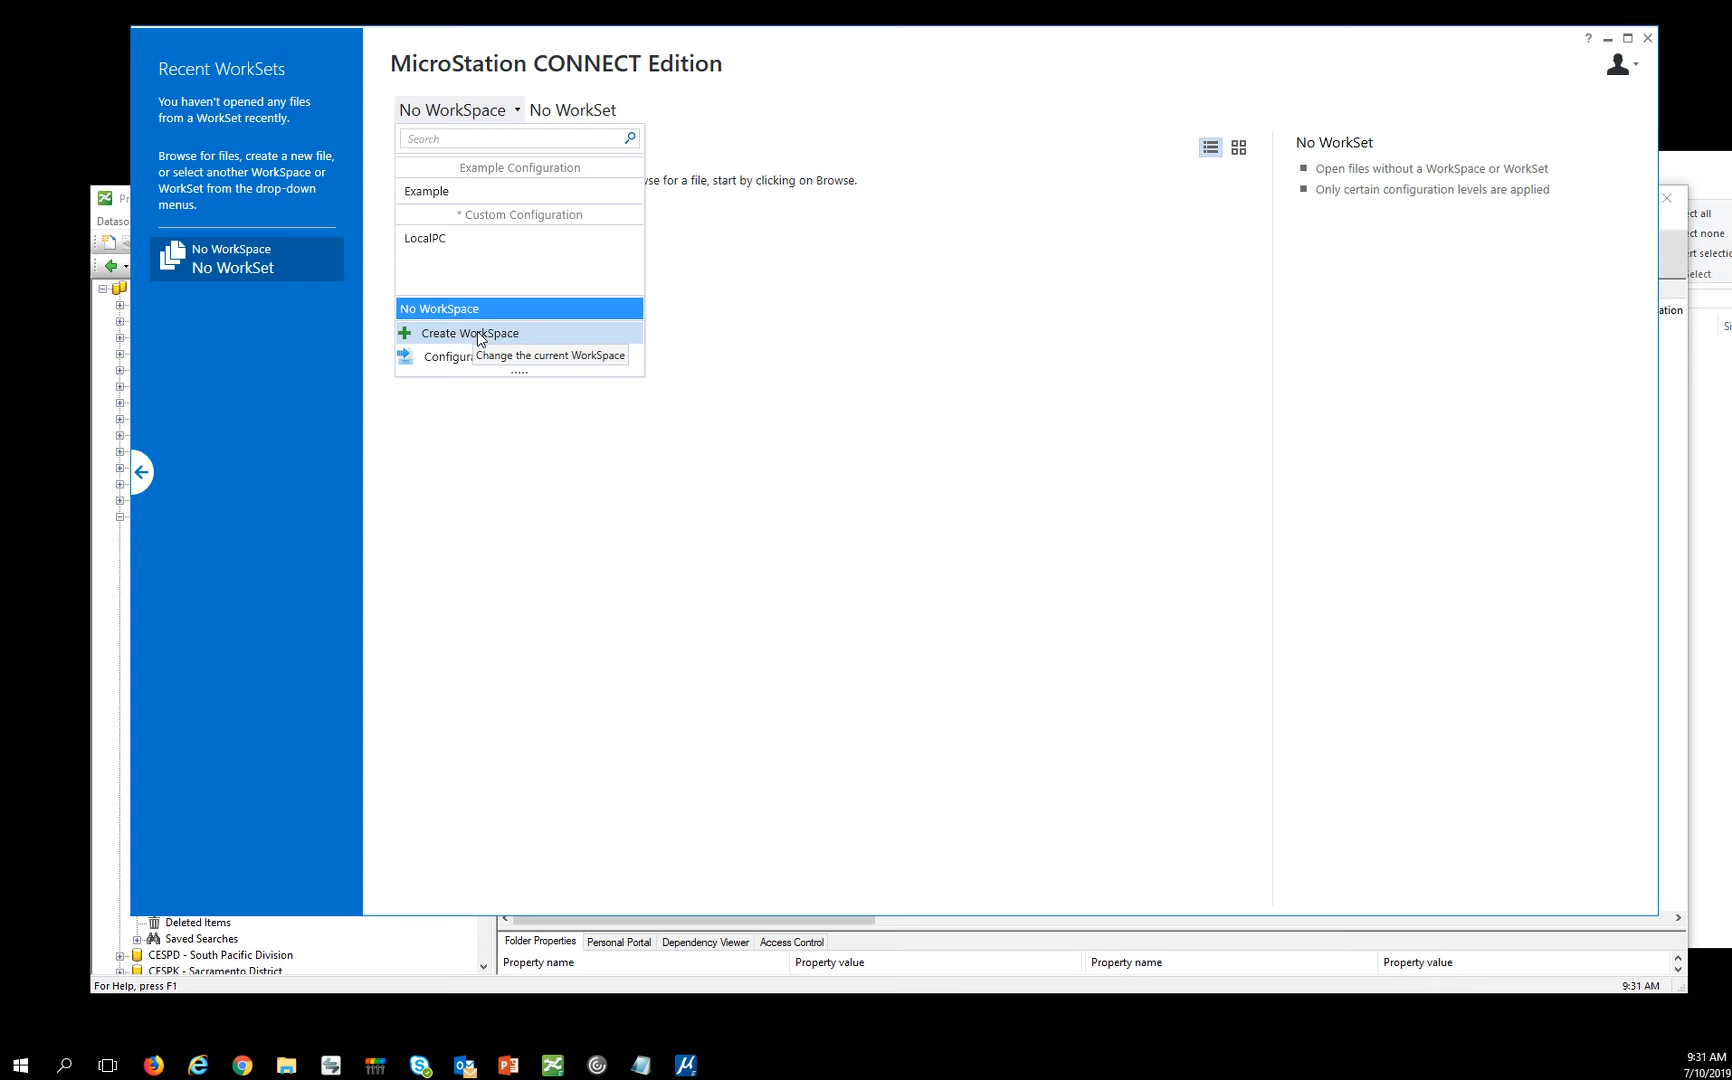 Recent WorkSets
You haven't opened any files
from a WorkSet recently.
Browse for files, create a new file,
or select another WorkSpace or
WorkSet from the drop-down
menus.
No WorkSpace
No WorkSet
MicroStation CONNECT Edition
?
No WorkSpace
No WorkSet
Search
Example Configuration
Example
* Custom Configuration
LocalPC
No WorkSpace
Create WorkSpace
Change the current WorkSpace
for a file, start by clicking on Browse.
No WorkSet
Open files without a WorkSpace or WorkSet
Only certain configuration levels are applied
all
none
Deleted Items
Saved Searches
CESPD - South Pacific Division
CESPK - Sacramento District
Folder Properties
Personal Portal
Dependency Viewer
Access Control
Property name
Property value
Property name
Property value
For Help, press F1
9:31 AM
9:31 AM
7/10/2019